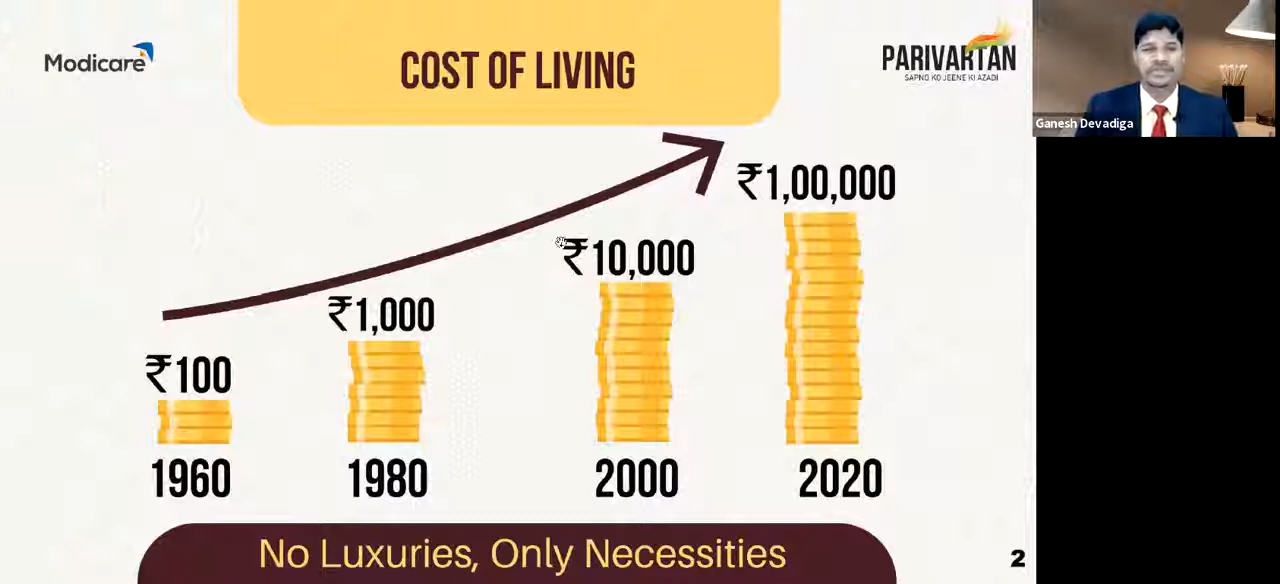 Modicare
COST OF LIVING
PARIVARTAN
SAPNO KO JEENE KI AZADI
Ganesh Devadiga
₹1,00,000
₹10,000
₹1,000
₹100
1960
1980
2000
2020
No Luxuries, Only Necessities
2